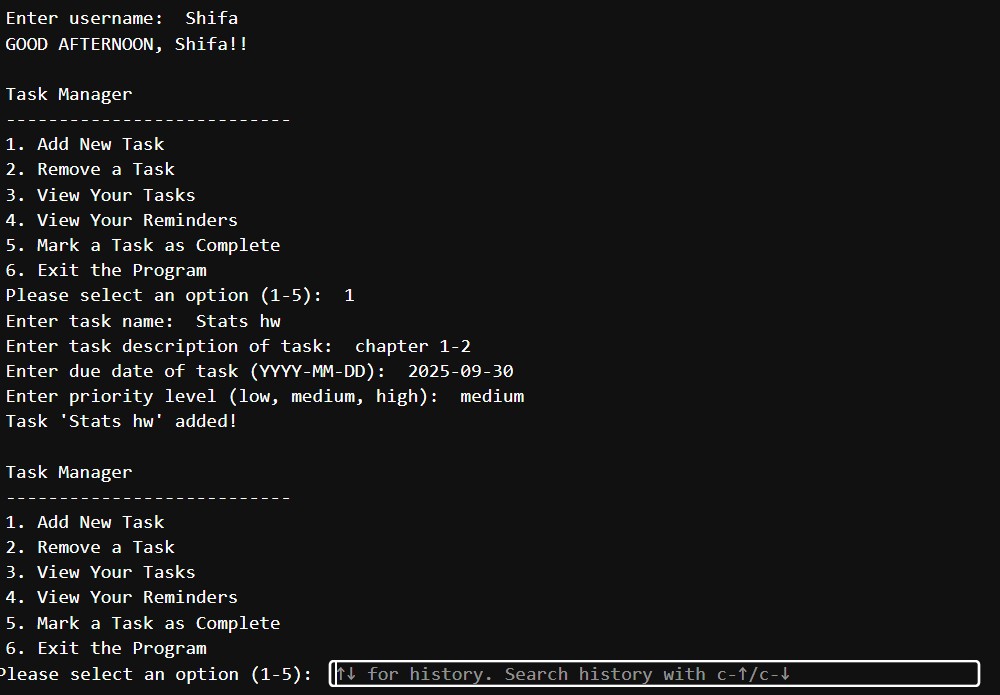 Enter username:  Shifa
GOOD AFTERNOON, Shifa!!
Task Manager
---------------------------
1. Add New Task
2. Remove a Task
3. View Your Tasks
4. View Your Reminders
5. Mark a Task as Complete
6. Exit the Program
Please select an option (1-5):  1
Enter task name:  Stats hw
Enter task description of task:  chapter 1-2
Enter due date of task (YYYY-MM-DD):  2025-09-30
Enter priority level (low, medium, high):  medium
Task 'Stats hw' added!
Task Manager
---------------------------
1. Add New Task
2. Remove a Task
3. View Your Tasks
4. View Your Reminders
5. Mark a Task as Complete
6. Exit the Program
Please select an option (1-5):  ↑↓ for history. Search history with c-↑/c-↓